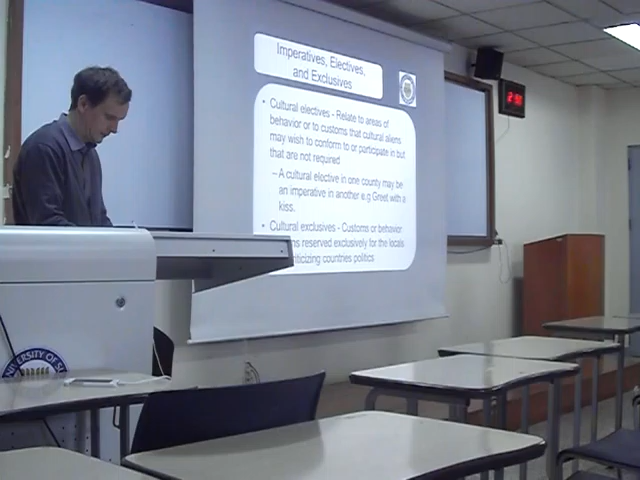 Imperatives, Electives,
and Exclusives
• Cultural electives - Relate to areas of
behavior or to customs that cultural aliens
may wish to conform to or participate in but
that are not required
– A cultural elective in one county may be
an imperative in another e.g Greet with a
kiss.
• Cultural exclusives - Customs or behavior
reserved exclusively for the locals
countries politics
UNIVERSITY OF